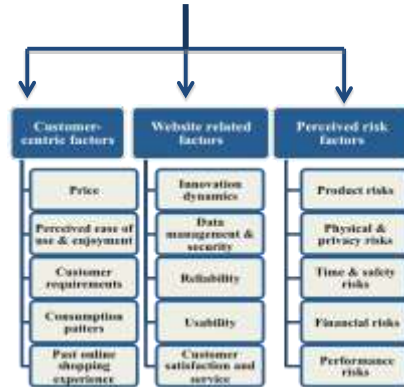 Customer-
centric factors
Price
Perceived ease of
use & enjoyment
Customer
requirements
Consumption
patters
Past online
shopping
experience
Website related
factors
Innovation
dynamics
Data
management &
security
Reliability
Usability
Customer
satisfaction and
service
Perceived risk
factors
Product risks
Physical &
privacy risks
Time & safety
risks
Financial risks
Performance
risks